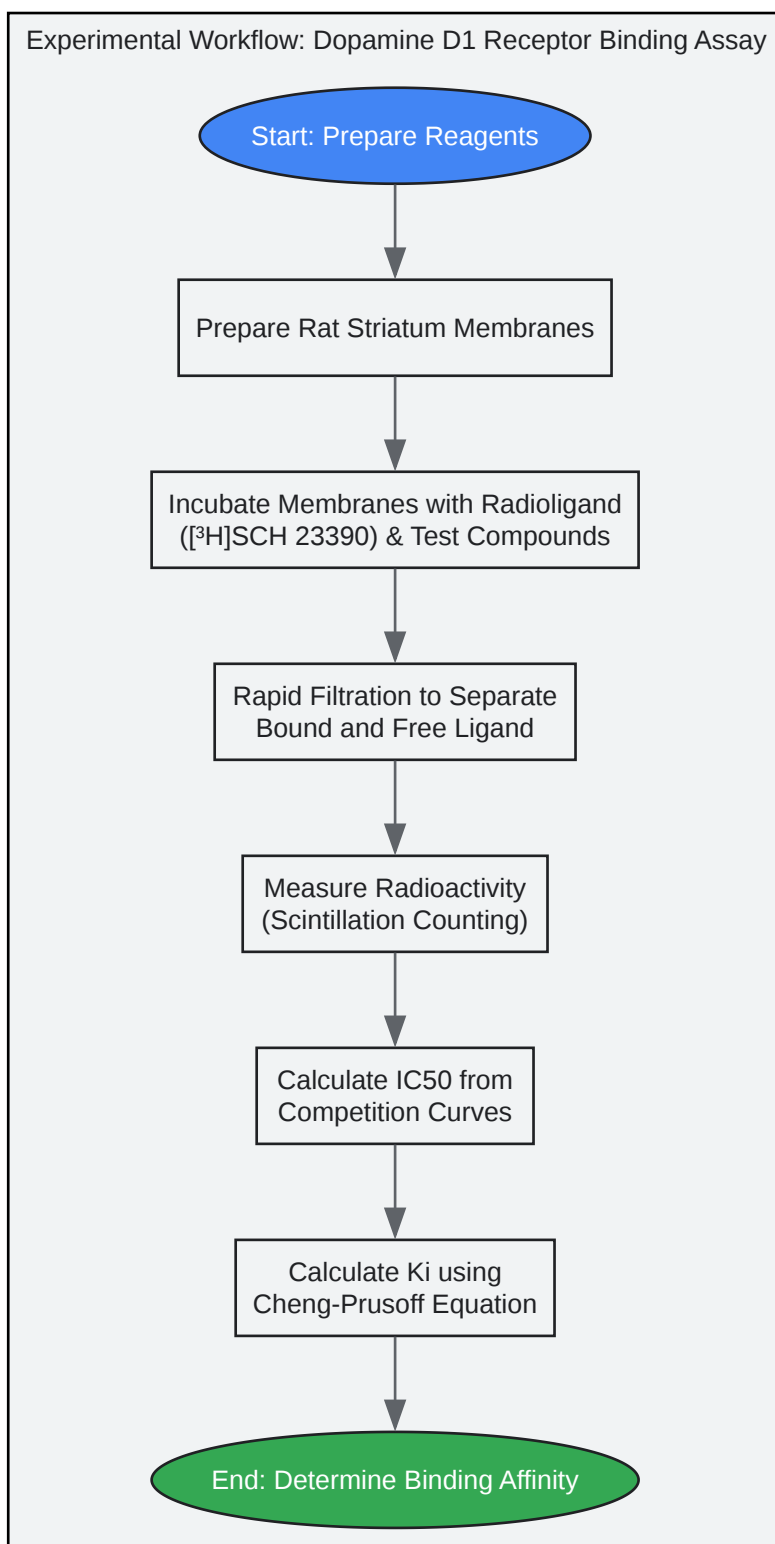 Experimental Workflow: Dopamine D1 Receptor Binding Assay
Start: Prepare Reagents
Prepare Rat Striatum Membranes
Incubate Membranes with Radioligand
([³H]SCH 23390) & Test Compounds
Rapid Filtration to Separate
Bound and Free Ligand
Measure Radioactivity
(Scintillation Counting)
Calculate IC50 from
Competition Curves
Calculate Ki using
Cheng-Prusoff Equation
End: Determine Binding Affinity